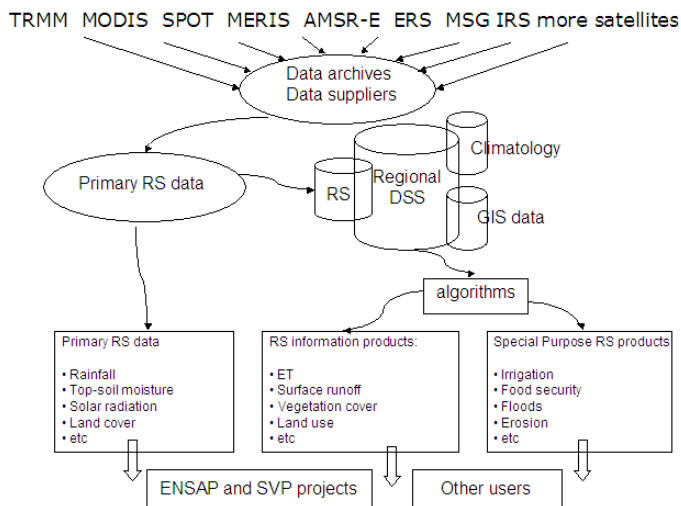 TRMM MODIS SPOT MERIS AMSR-E ERS MSG IRS more satellites
Data archives
Data suppliers
Primary RS data
RS
Regional
DSS
Climatology
GIS data
algorithms
Primary RS data
• Rainfall
• Top-soil moisture
• Solar radiation
• Land cover
• etc
RS information products:
• ET
• Surface runoff
• Vegetation cover
• Land use
• etc
Special Purpose RS products
• Irrigation
• Food security
• Floods
• Erosion
• etc
ENSAP and SVP projects
Other users